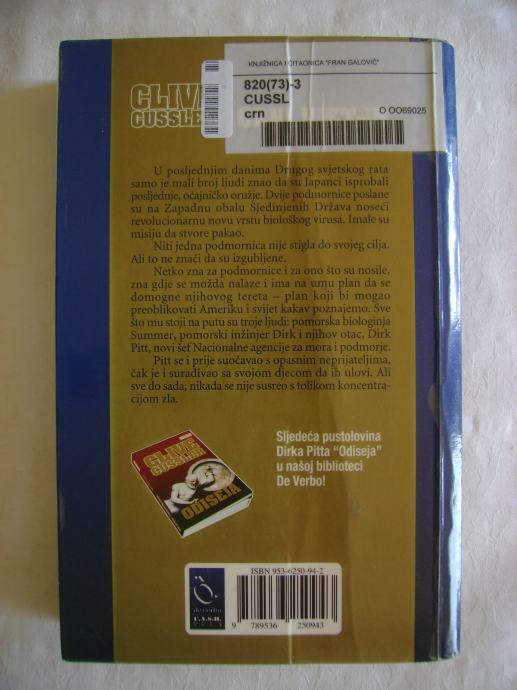 KNJIŽNICA I ČITAONICA "FRAN GALOVIĆ"
820(73)-3
CUSSL
crn
O OO69025
CLIVE
CUSSLER
U posljednjim danima Drugog svjetskog rata
samo je mali broj ljudi znao da su Japanci isprobali
posljednje, očajničko oružje. Dvije podmornice poslane
su na Zapadnu obalu Sjedinjenih Država noseći
revolucionarnu novu vrstu biološkog virusa. Imale su
misiju da stvore pakao.
Niti jedna podmornica nije stigla do svojeg cilja.
Ali to ne znači da su izgubljene.
Netko zna za podmornice i za ono što su nosile,
zna gdje se možda nalaze i ima na umu plan da se
domogne njihovog tereta – plan koji bi mogao
preoblikovati Ameriku i svijet kakav poznajemo. Sve
što mu stoji na putu su troje ljudi: pomorska biologinja
Summer, pomorski inžinjer Dirk i njihov otac, Dirk
Pitt, novi šef Nacionalne agencije za mora i podmorje.
Pitt se i prije suočavao s opasnim neprijateljima,
čak je i surađivao sa svojom djecom da ih ulovi. Ali
sve do sada, nikada se nije susreo s tolikom koncentra-
cijom zla.
CLIVE
CUSSLER
ODISEJA
Sljedeća pustolovina
Dirka Pitta "Odiseja"
u našoj biblioteci
De Verbo!
de verbo
C.A.S.H.
PULA
ISBN 953-6250-94-2
9 789536 250943